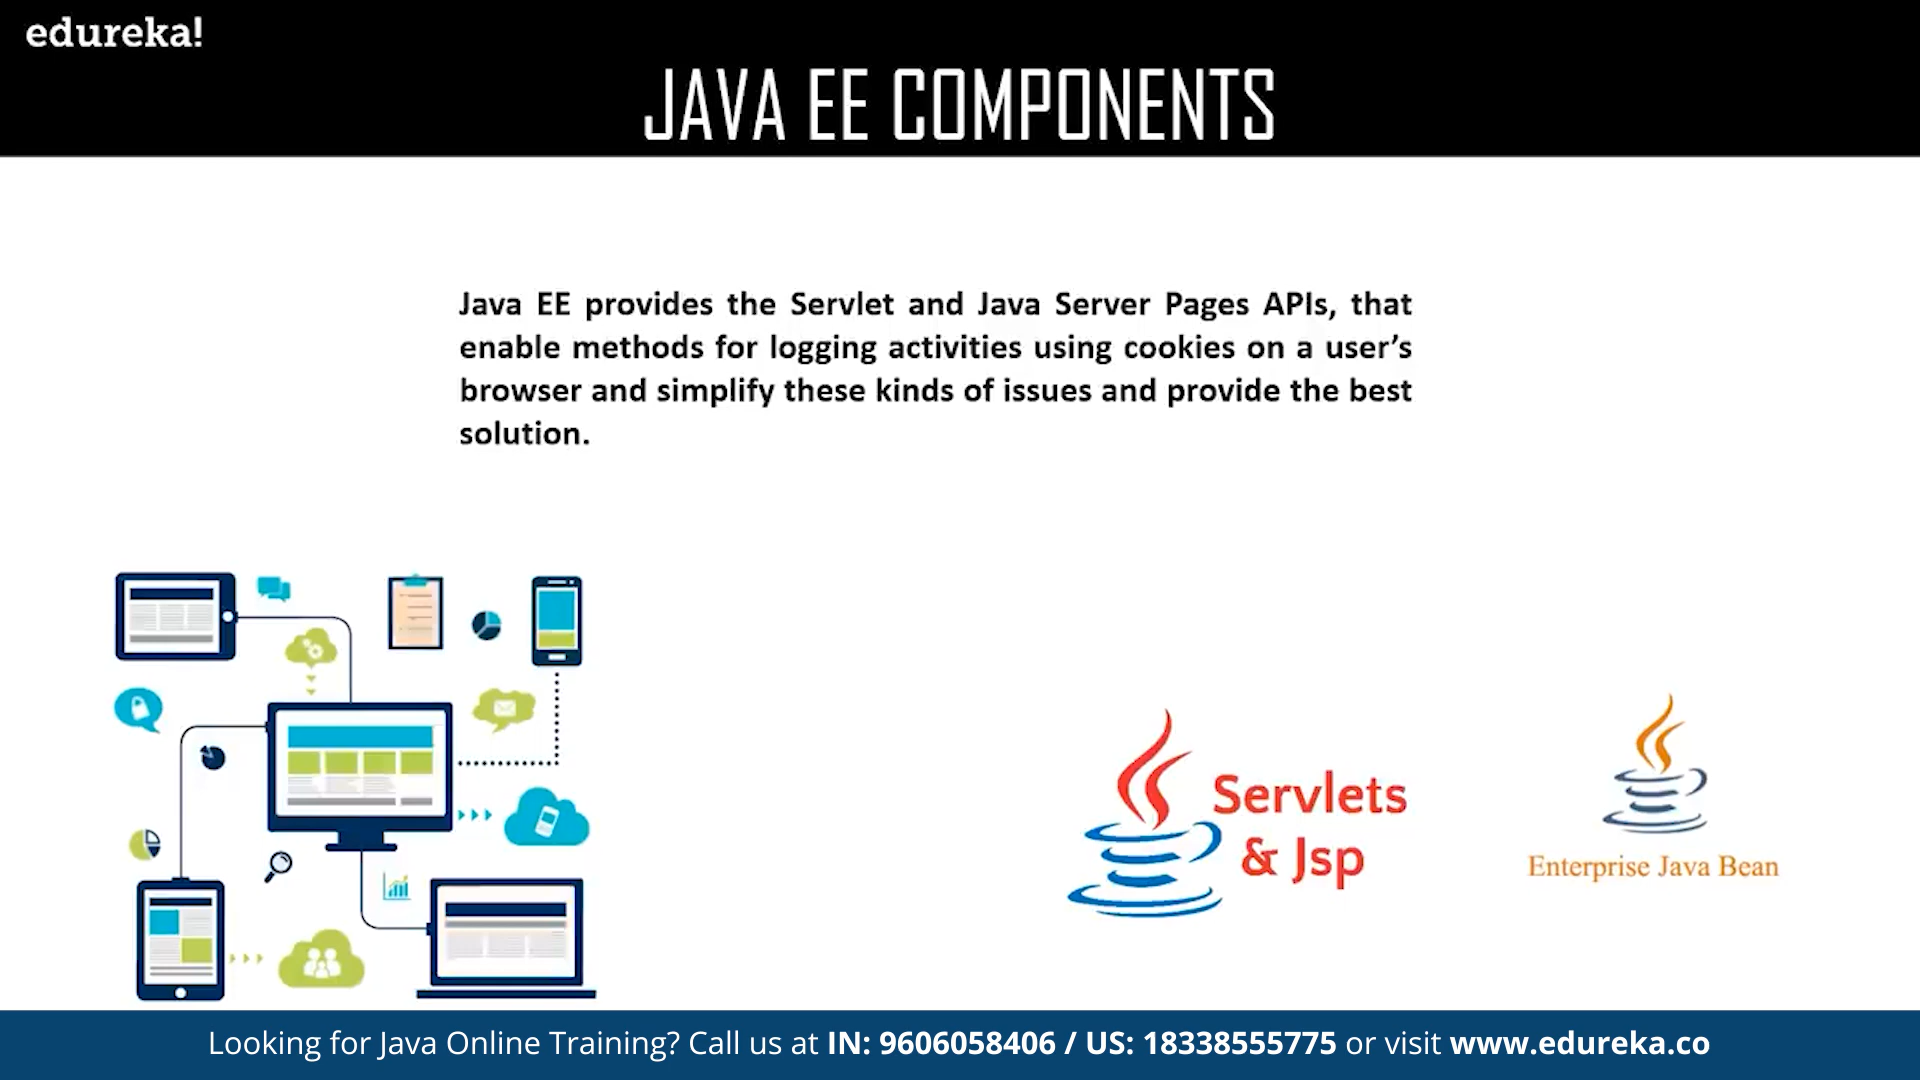 edureka!
JAVA EE COMPONENTS
Java EE provides the Servlet and Java Server Pages APIs, that
enable methods for logging activities using cookies on a user’s
browser and simplify these kinds of issues and provide the best
solution.
Servlets
& Jsp
Enterprise Java Bean
Looking for Java Online Training? Call us at IN: 9606058406 / US: 18338555775 or visit www.edureka.co